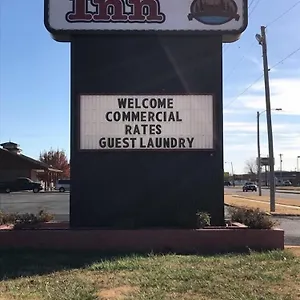 Inn
WELCOME
COMMERCIAL
RATES
GUEST LAUNDRY